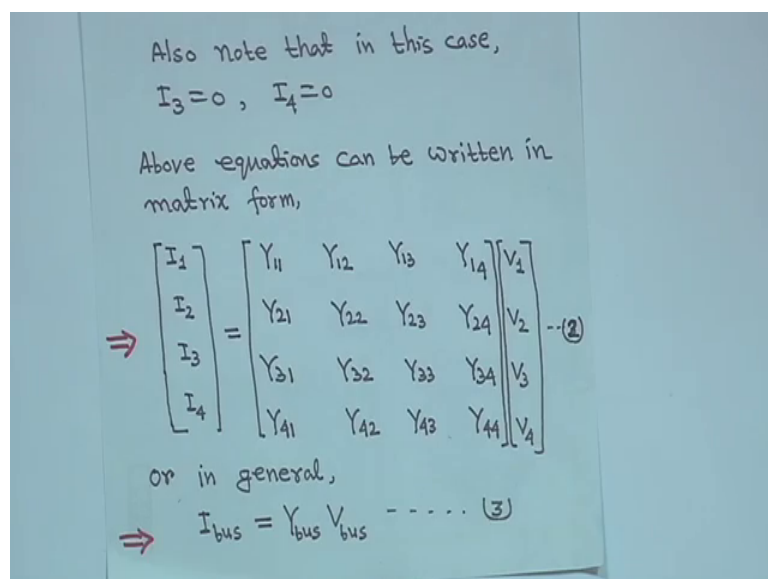 Also note that in this case,
I3=0, I4=0
Above equations can be written in
matrix form,
⇒ [I1 I2 I3 I4] = [Y11 Y12 Y13 Y14 [V1
Y21 Y22 Y23 Y24 V2 --(2)
Y31 Y32 Y33 Y34 V3
Y41 Y42 Y43 Y44] V4]
or in general,
⇒ Ibus = Ybus Vbus ----- (3)